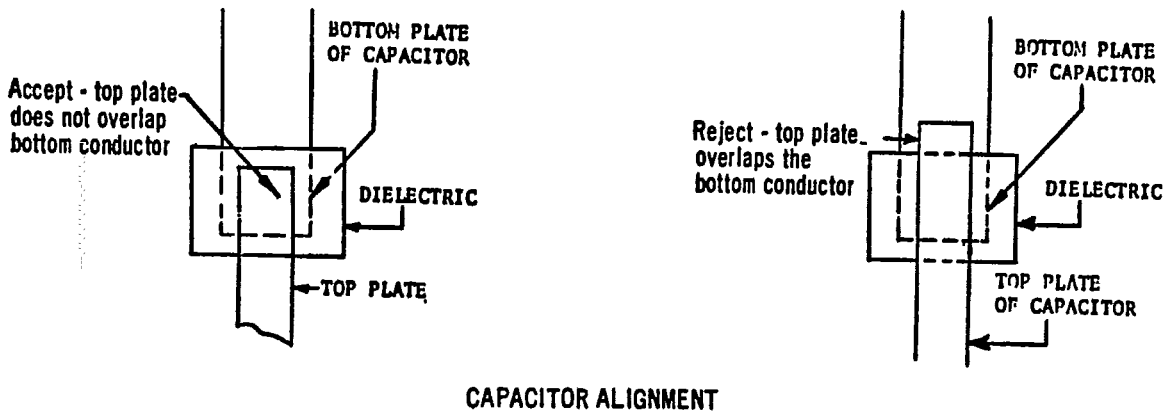 BOTTOM PLATE
OF CAPACITOR
Accept - top plate
does not overlap
bottom conductor
DIELECTRIC
TOP PLATE
BOTTOM PLATE
OF CAPACITOR
Reject - top plate
overlaps the
bottom conductor
DIELECTRIC
TOP PLATE
OF CAPACITOR
CAPACITOR ALIGNMENT